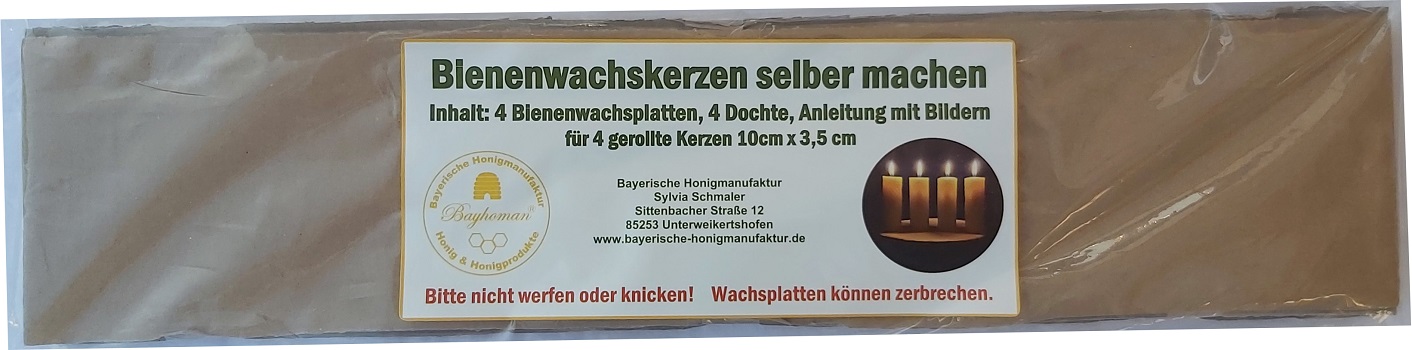 Bienenwachskerzen selber machen
Inhalt: 4 Bienenwachsplatten, 4 Dochte, Anleitung mit Bildern
für 4 gerollte Kerzen 10cm x 3,5 cm
Bayerische Honigmanufaktur
Bayhoman®
Honig & Honigprodukte
Bayerische Honigmanufaktur
Sylvia Schmaler
Sittenbacher Straße 12
85253 Unterweikertshofen
www.bayerische-honigmanufaktur.de
Bitte nicht werfen oder knicken! Wachsplatten können zerbrechen.